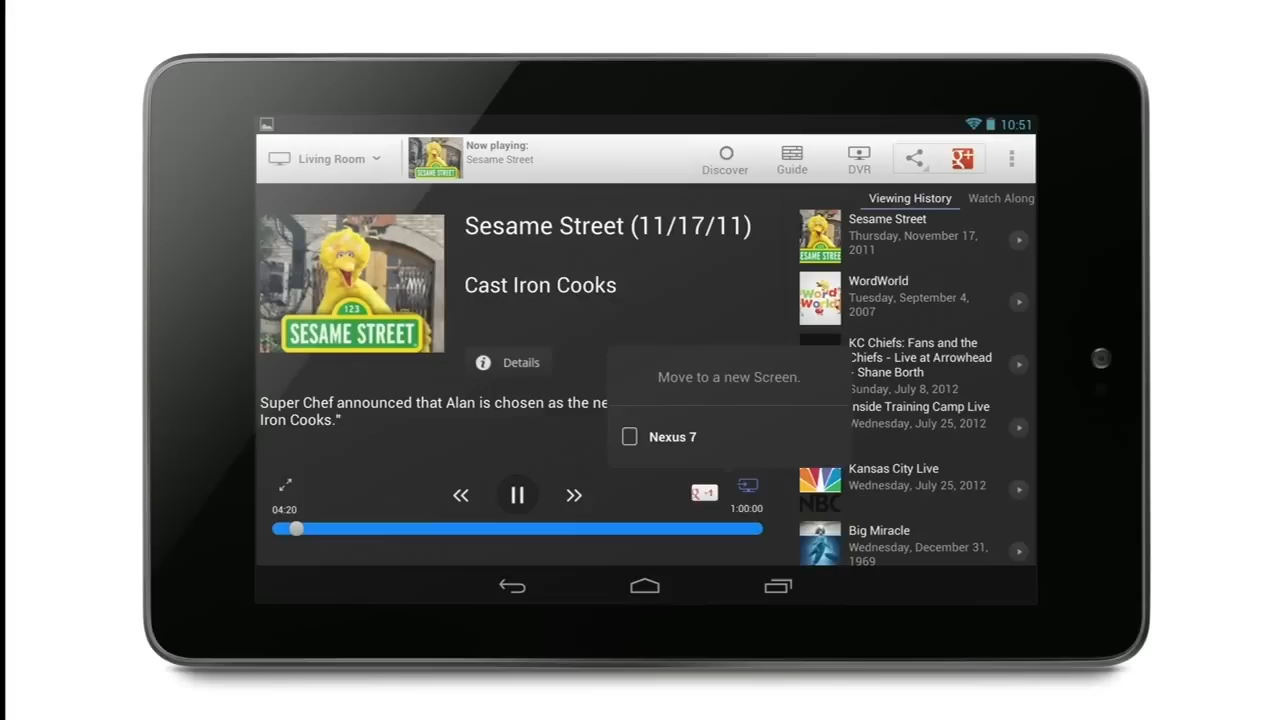 10:51
Living Room
Now playing:
Sesame Street
Discover
Guide
DVR
g+
Viewing History
Watch Along
Sesame Street (11/17/11)
Cast Iron Cooks
123
SESAME STREET
Details
Super Chef announced that Alan is chosen as the ne
Iron Cooks."
Move to a new Screen.
Nexus 7
04:20
+1
1:00:00
SESAME STREET
Sesame Street
Thursday, November 17,
2011
Word
World
WordWorld
Tuesday, September 4,
2007
KC Chiefs: Fans and the
Chiefs - Live at Arrowhead
- Shane Borth
Sunday, July 8, 2012
nside Training Camp Live
Wednesday, July 25, 2012
NBC
Kansas City Live
Wednesday, July 25, 2012
Big Miracle
Wednesday, December 31,
1969